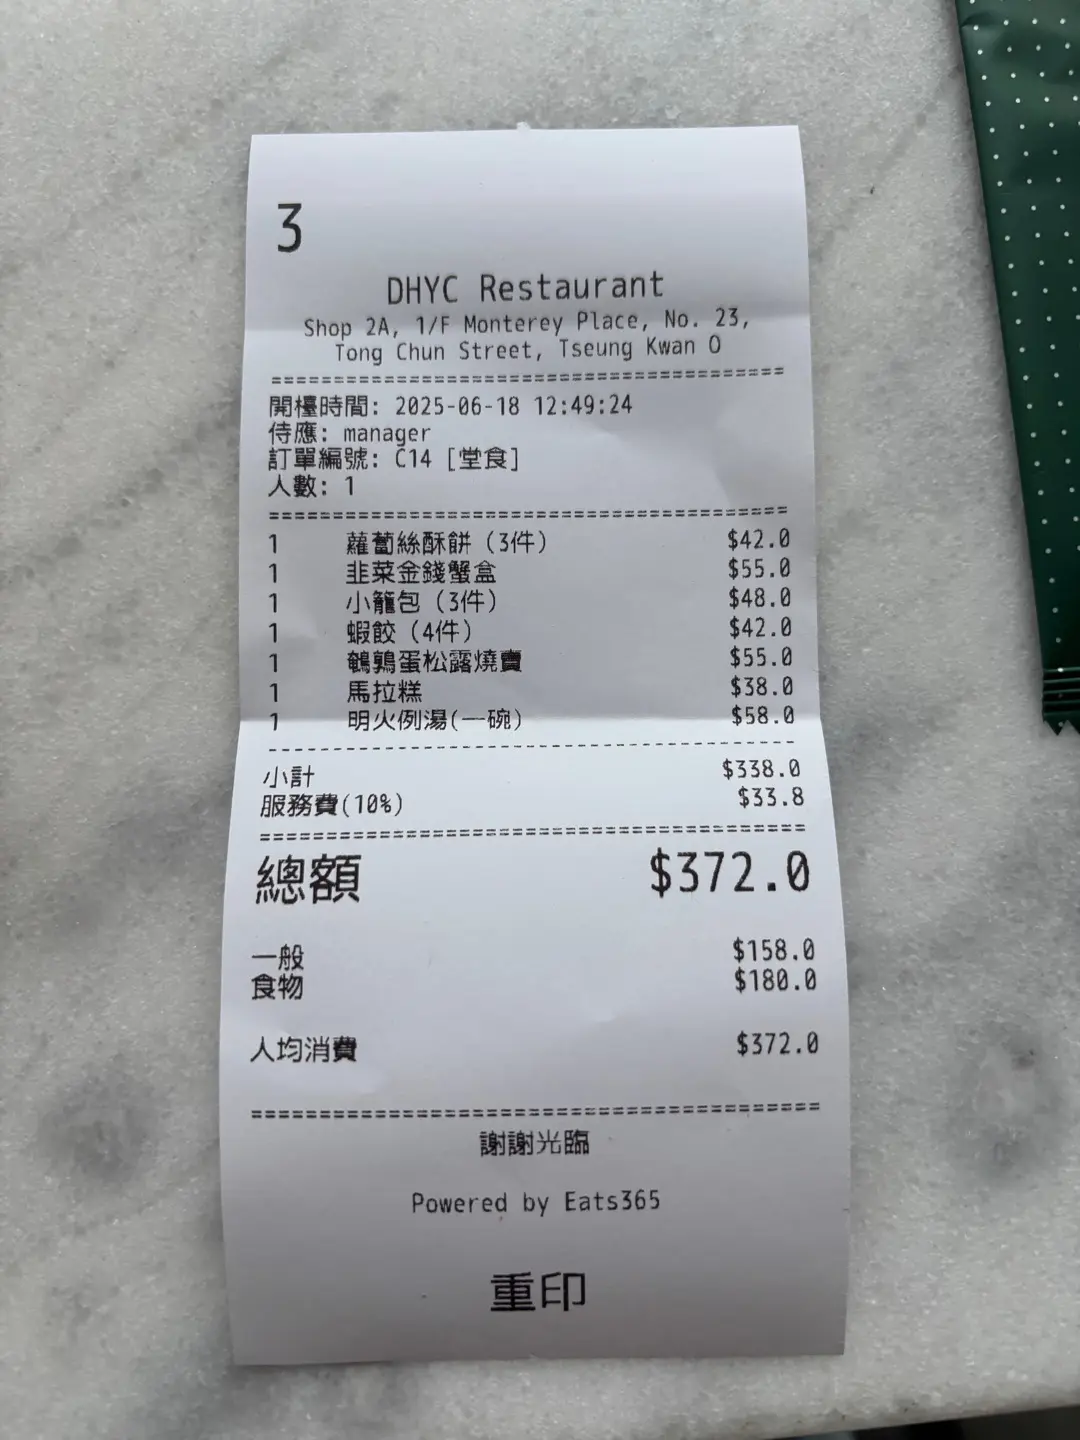 3
DHYC Restaurant
Shop 2A, 1/F Monterey Place, No. 23,
Tong Chun Street, Tseung Kwan O
開檯時間: 2025-06-18 12:49:24
侍應: manager
訂單編號: C14 [堂食]
人數: 1
1 蘿蔔絲酥餅 (3件) $42.0
1 韭菜金錢蟹盒 $55.0
1 小籠包 (3件) $48.0
1 蝦餃 (4件) $42.0
1 鵪鶉蛋松露燒賣 $55.0
1 馬拉糕 $38.0
1 明火例湯(一碗) $58.0
小計 $338.0
服務費(10%) $33.8
總額 $372.0
一般 $158.0
食物 $180.0
人均消費 $372.0
謝謝光臨
Powered by Eats365
重印